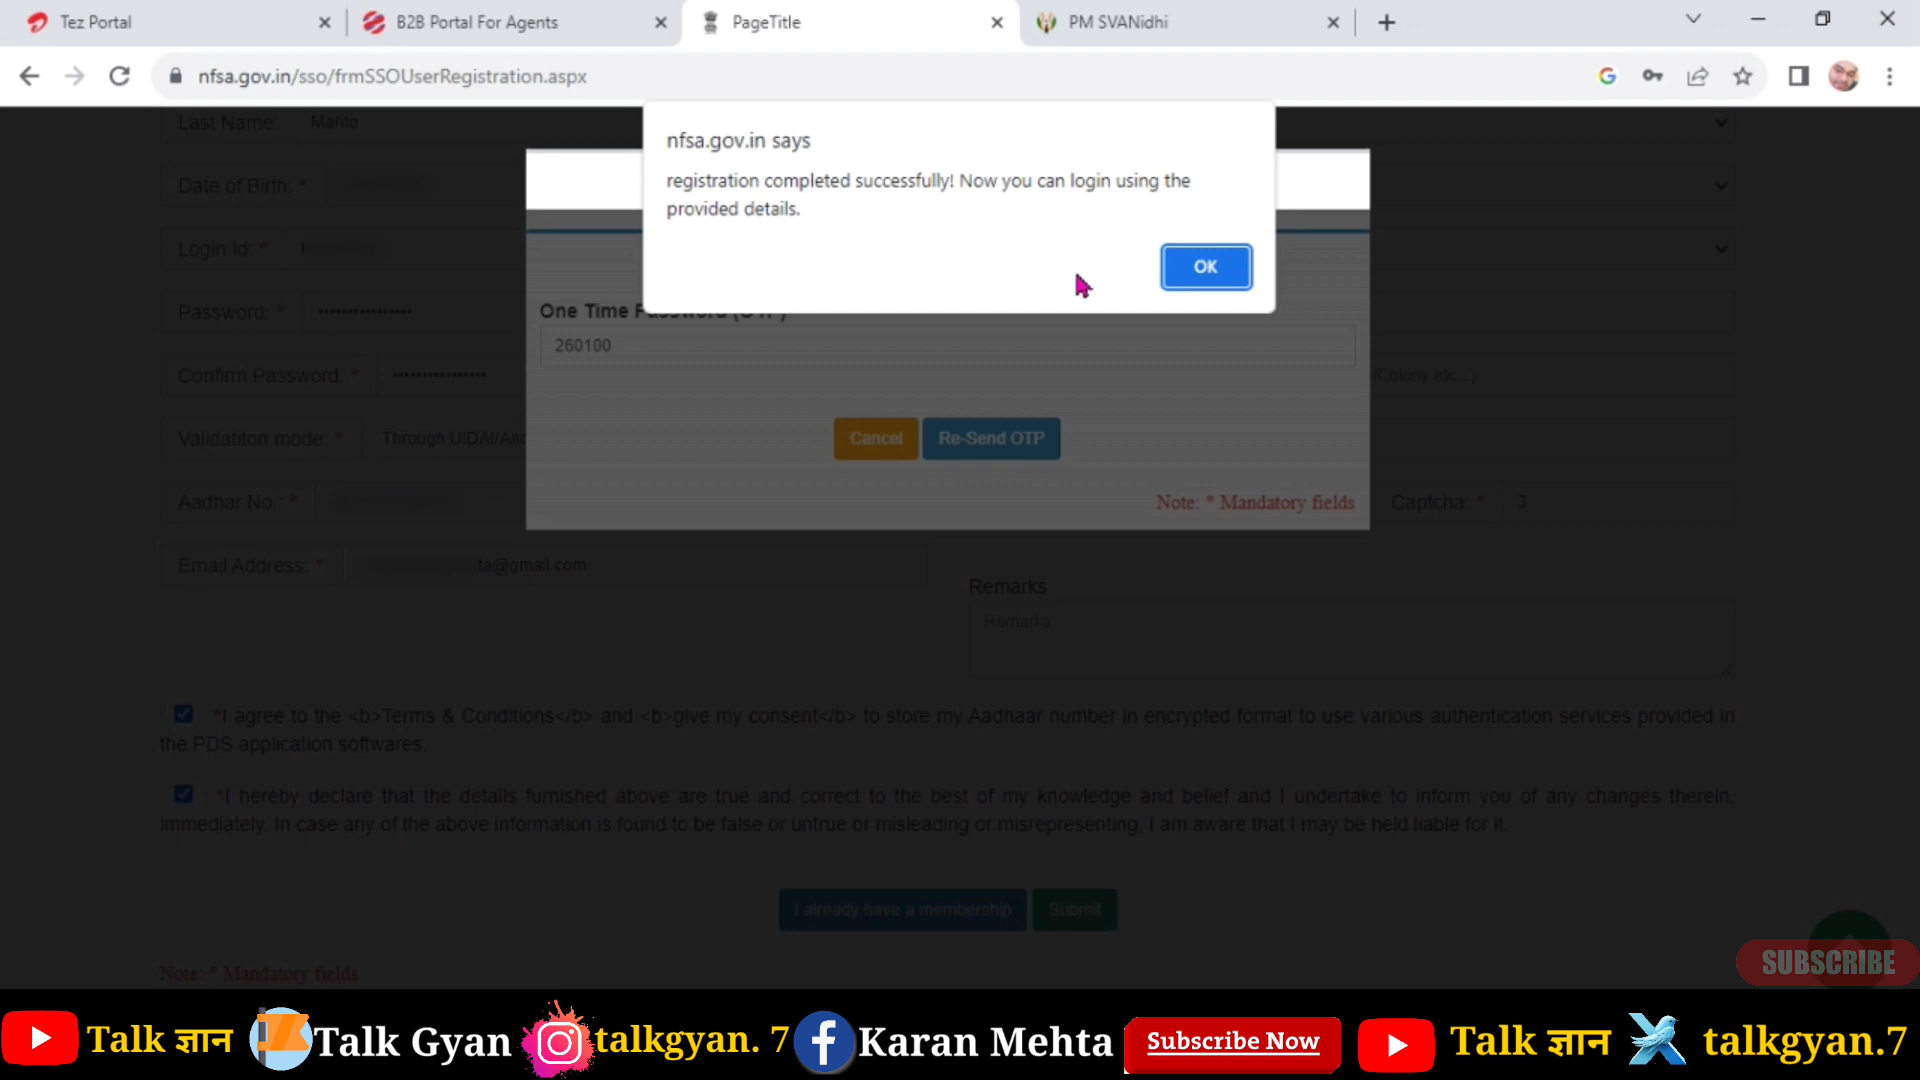 Tez Portal
B2B Portal For Agents
PageTitle
PM SVANidhi
nfsa.gov.in/sso/frmSSOUserRegistration.aspx
nfsa.gov.in says
registration completed successfully! Now you can login using the
provided details.
OK
Last Name: Mahto
Date of Birth: *
Login Id: *
Password: * ••••••••••••••••
Confirm Password: * ••••••••••••••••
Validatiton mode: * Through UIDAI/Aad
Aadhar No.: *
Email Address: * ta@gmail.com
One Time Password (OTP)
260100
Cancel
Re-Send OTP
Note: * Mandatory fields
/Colony etc...)
Captcha: * 3
Remarks
Remarks
*I agree to the <b>Terms & Conditions</b> and <b>give my consent</b> to store my Aadhaar number in encrypted format to use various authentication services provided in
the PDS application softwares.
*I hereby declare that the details furnished above are true and correct to the best of my knowledge and belief and I undertake to inform you of any changes therein,
immediately. In case any of the above information is found to be false or untrue or misleading or misrepresenting, I am aware that I may be held liable for it.
I already have a membership
Submit
Note: * Mandatory fields
SUBSCRIBE
Talk ज्ञान
Talk Gyan
talkgyan. 7
Karan Mehta
Subscribe Now
Talk ज्ञान
talkgyan.7